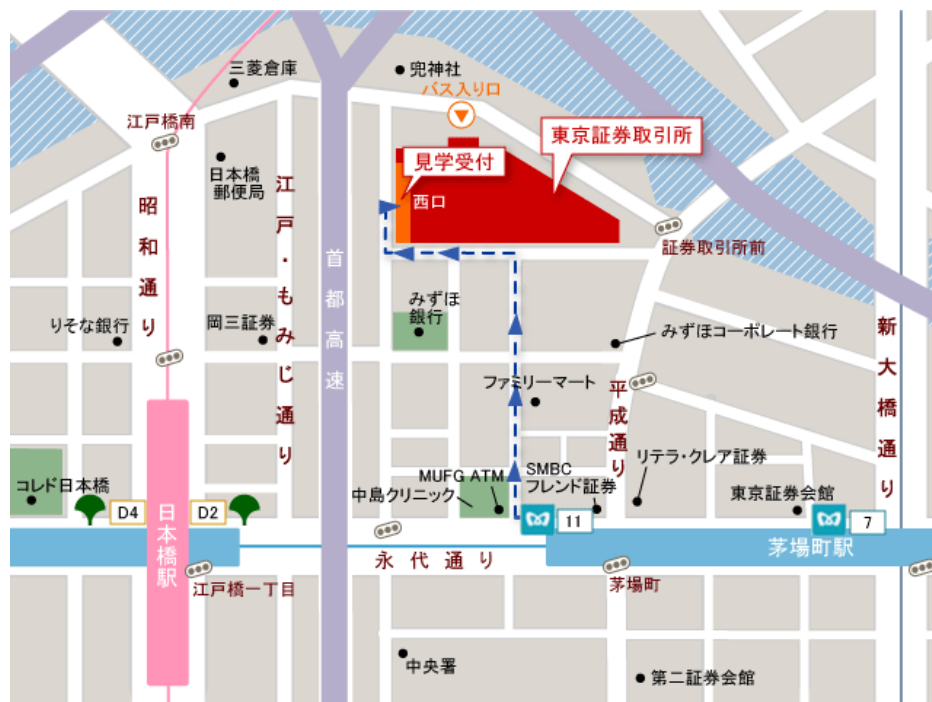 三菱倉庫
兜神社
バス入り口
江戸橋南
東京証券取引所
見学受付
日本橋
郵便局
西口
昭和通り
江戸・もみじ通り
首都高速
証券取引所前
みずほ
銀行
りそな銀行
岡三証券
みずほコーポレート銀行
新大橋通り
ファミリーマート
平成通り
コレド日本橋
MUFG ATM
中島クリニック
SMBC
フレンド証券
リテラ・クレア証券
東京証券会館
D4
D2
11
7
日本橋駅
永代通り
茅場町駅
江戸橋一丁目
茅場町
中央署
第二証券会館